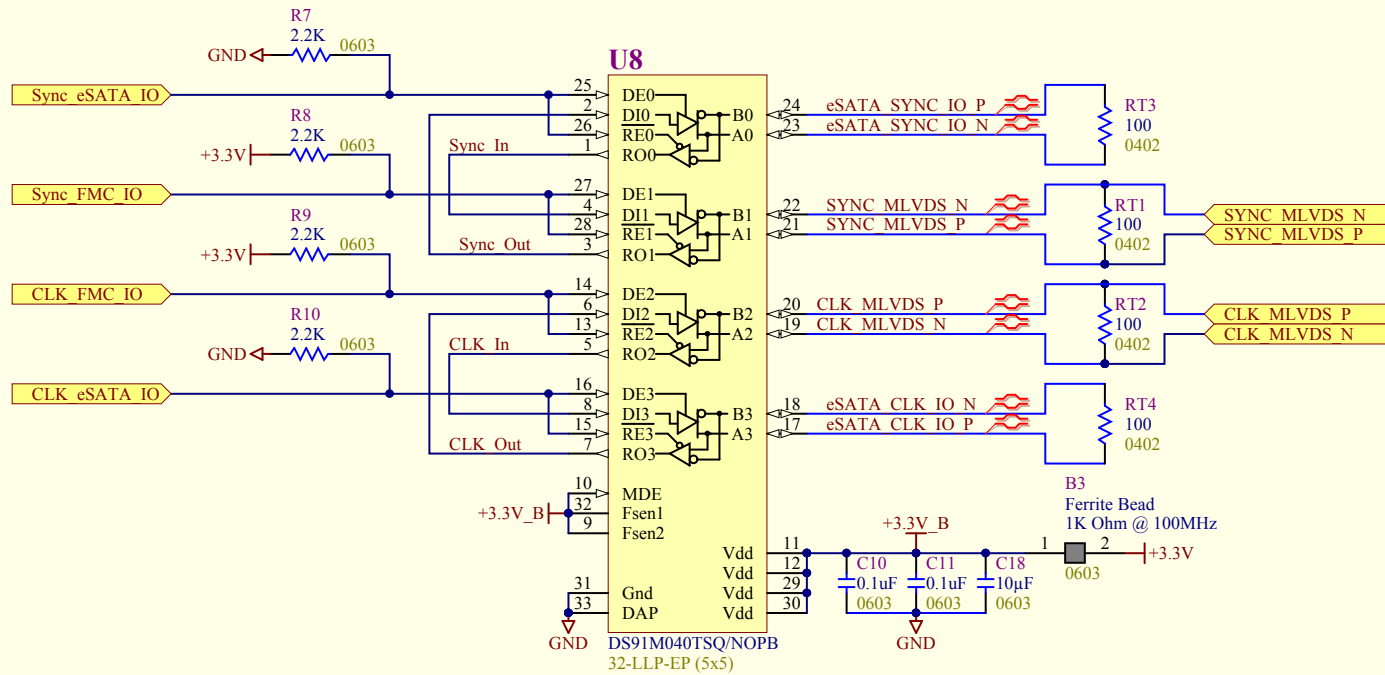 R7
2.2K
0603
GND
Sync_eSATA_IO
R8
2.2K
0603
+3.3V
Sync_FMC_IO
R9
2.2K
0603
+3.3V
CLK_FMC_IO
R10
2.2K
0603
GND
CLK_eSATA_IO
Sync_In
Sync_Out
CLK_In
CLK_Out
+3.3V_B
GND
U8
25 DE0
2 DI0
26 RE0
1 RO0
27 DE1
4 DI1
28 RE1
3 RO1
14 DE2
6 DI2
13 RE2
5 RO2
16 DE3
8 DI3
15 RE3
7 RO3
10 MDE
32 Fsen1
9 Fsen2
31 Gnd
33 DAP
B0 24 eSATA_SYNC_IO_P
A0 23 eSATA_SYNC_IO_N
B1 22 SYNC_MLVDS_N
A1 21 SYNC_MLVDS_P
B2 20 CLK_MLVDS_P
A2 19 CLK_MLVDS_N
B3 18 eSATA_CLK_IO_N
A3 17 eSATA_CLK_IO_P
Vdd 11
Vdd 12
Vdd 29
Vdd 30
DS91M040TSQ/NOPB
32-LLP-EP (5x5)
RT3
100
0402
RT1
100
0402
SYNC_MLVDS_N
SYNC_MLVDS_P
RT2
100
0402
CLK_MLVDS_P
CLK_MLVDS_N
RT4
100
0402
B3
Ferrite Bead
1K Ohm @ 100MHz
1 2
+3.3V
0603
+3.3V_B
C10
0.1uF
0603
C11
0.1uF
0603
C18
10µF
0603
GND